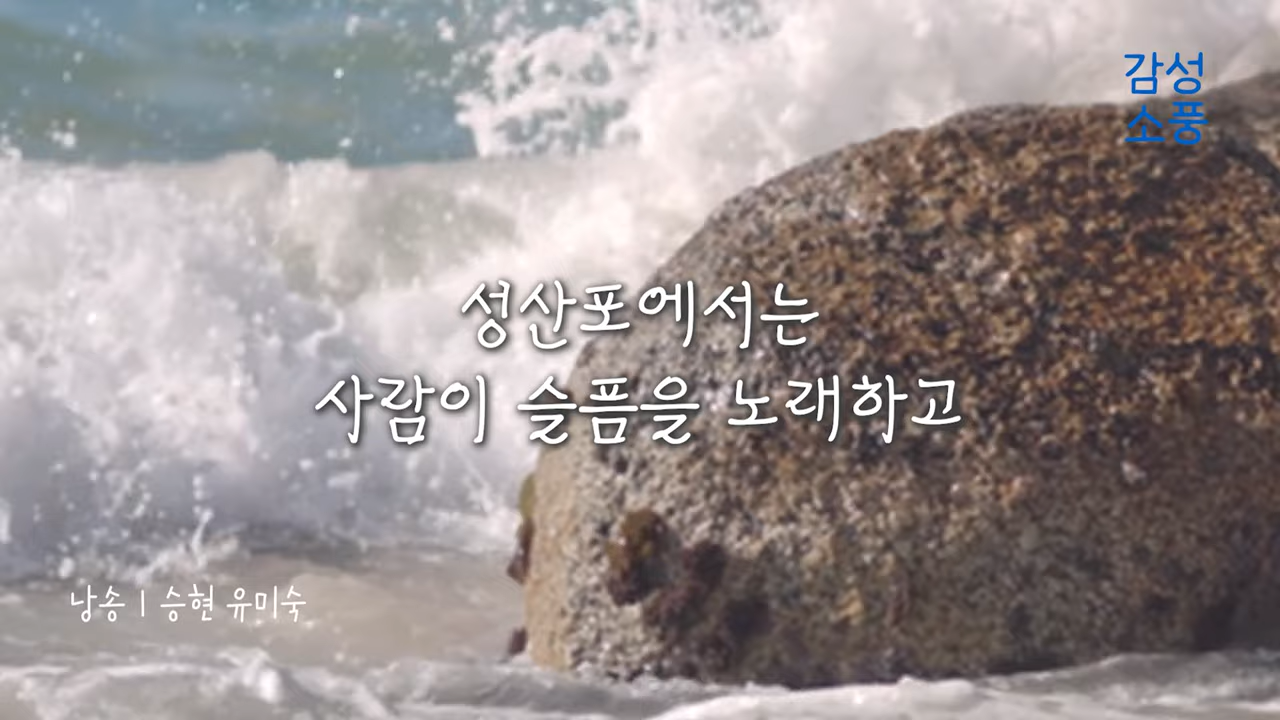 감성
소풍
성산포에서는
사람이 슬픔을 노래하고
낭송 | 승현 유미숙